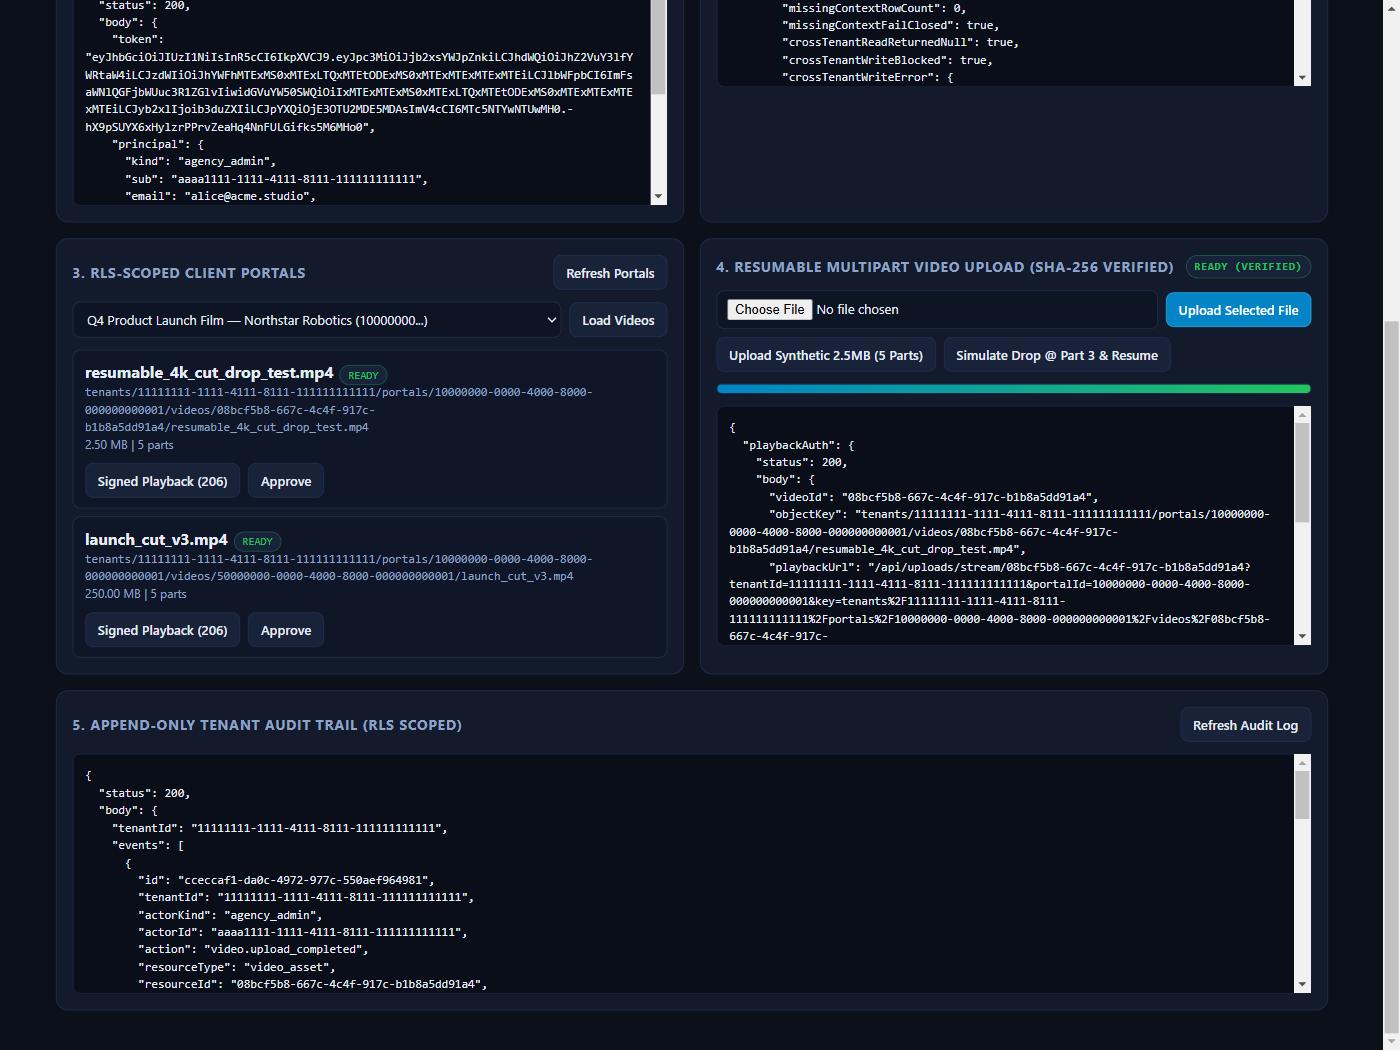 "status": 200,
"body": {
"token":
"eyJhbGciOiJIUzI1NiIsInR5cCI6IkpXVCJ9.eyJpc3MiOiJjb2xsYWJpZnkiLCJhdWQiOiJhZ2VuY3lfY
WRtaW4iLCJzdWIiOiJhYWFhMTExMS0xMTExLTQxMTEtODExMS0xMTExMTExMTExMTEiLCJlbWFpbCI6ImFs
aWNlQGFjbWUuc3R1ZGlvIiwidGVuYW50SWQiOiIxMTExMTExMS0xMTExLTQxMTEtODExMS0xMTExMTExMTE
xMTEiLCJyb2xlIjoib3duZXIiLCJpYXQiOjE3OTU2MDE5MDAsImV4cCI6MTc5NTYwNTUwMH0.-
hX9pSUYX6xHylzrPPrvZeaHq4NnFULGifks5M6MHo0",
"principal": {
"kind": "agency_admin",
"sub": "aaaa1111-1111-4111-8111-111111111111",
"email": "alice@acme.studio",
"missingContextRowCount": 0,
"missingContextFailClosed": true,
"crossTenantReadReturnedNull": true,
"crossTenantWriteBlocked": true,
"crossTenantWriteError": {
3. RLS-SCOPED CLIENT PORTALS
Refresh Portals
Q4 Product Launch Film — Northstar Robotics (10000000...)
Load Videos
resumable_4k_cut_drop_test.mp4 READY
tenants/11111111-1111-4111-8111-111111111111/portals/10000000-0000-4000-8000-
000000000001/videos/08bcf5b8-667c-4c4f-917c-
b1b8a5dd91a4/resumable_4k_cut_drop_test.mp4
2.50 MB | 5 parts
Signed Playback (206) Approve
launch_cut_v3.mp4 READY
tenants/11111111-1111-4111-8111-111111111111/portals/10000000-0000-4000-8000-
000000000001/videos/50000000-0000-4000-8000-000000000001/launch_cut_v3.mp4
250.00 MB | 5 parts
Signed Playback (206) Approve
4. RESUMABLE MULTIPART VIDEO UPLOAD (SHA-256 VERIFIED)
READY (VERIFIED)
Choose File No file chosen
Upload Selected File
Upload Synthetic 2.5MB (5 Parts) Simulate Drop @ Part 3 & Resume
{
"playbackAuth": {
"status": 200,
"body": {
"videoId": "08bcf5b8-667c-4c4f-917c-b1b8a5dd91a4",
"objectKey": "tenants/11111111-1111-4111-8111-111111111111/portals/10000000-
0000-4000-8000-000000000001/videos/08bcf5b8-667c-4c4f-917c-
b1b8a5dd91a4/resumable_4k_cut_drop_test.mp4",
"playbackUrl": "/api/uploads/stream/08bcf5b8-667c-4c4f-917c-b1b8a5dd91a4?
tenantId=11111111-1111-4111-8111-111111111111&portalId=10000000-0000-4000-8000-
000000000001&key=tenants%2F11111111-1111-4111-8111-
111111111111%2Fportals%2F10000000-0000-4000-8000-000000000001%2Fvideos%2F08bcf5b8-
667c-4c4f-917c-
5. APPEND-ONLY TENANT AUDIT TRAIL (RLS SCOPED)
Refresh Audit Log
{
"status": 200,
"body": {
"tenantId": "11111111-1111-4111-8111-111111111111",
"events": [
{
"id": "cceccaf1-da0c-4972-977c-550aef964981",
"tenantId": "11111111-1111-4111-8111-111111111111",
"actorKind": "agency_admin",
"actorId": "aaaa1111-1111-4111-8111-111111111111",
"action": "video.upload_completed",
"resourceType": "video_asset",
"resourceId": "08bcf5b8-667c-4c4f-917c-b1b8a5dd91a4",